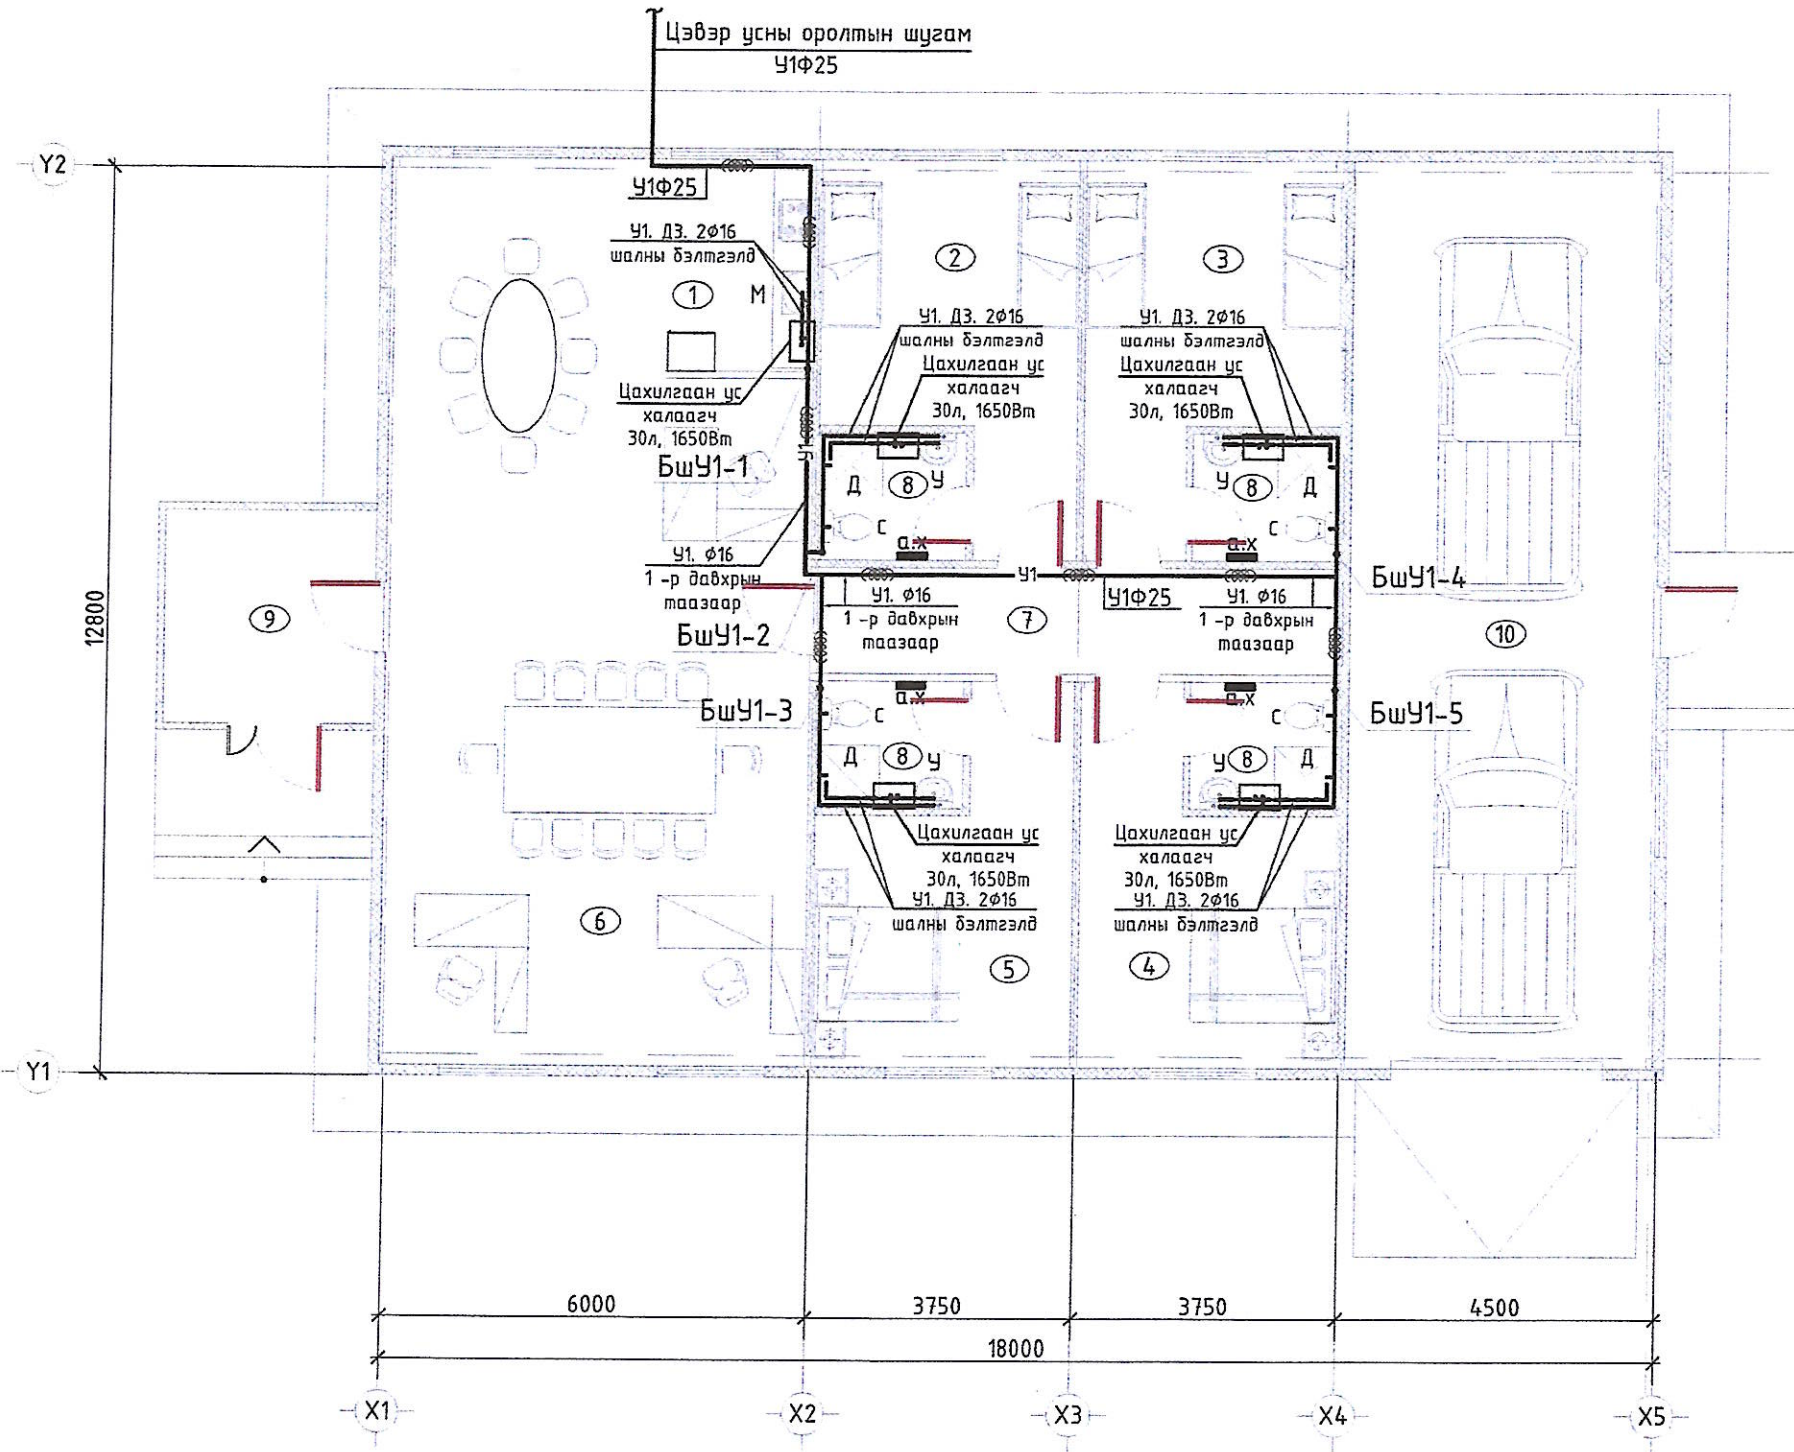 Цэвэр усны оролтын шугам
У1Ф25
Y2
У1Ф25
У1. ДЗ. 2Ф16
шалны бэлтгэлд
1
М
2
3
У1. ДЗ. 2Ф16
шалны бэлтгэлд
У1. ДЗ. 2Ф16
шалны бэлтгэлд
Цахилгаан ус
халаагч
30л, 1650Вт
Цахилгаан ус
халаагч
30л, 1650Вт
Цахилгаан ус
халаагч
30л, 1650Вт
У1
БшУ1-1
Д
8
У
С
а.х
У
8
Д
С
а.х
У1. Ф16
1 -р давхрын
таазаар
У1
БшУ1-4
У1. Ф16
1 -р давхрын
таазаар
У1Ф25
У1. Ф16
1 -р давхрын
таазаар
12800
9
7
10
БшУ1-2
БшУ1-3
а.х
С
Д
8
У
а.х
С
У
8
Д
БшУ1-5
Цахилгаан ус
халаагч
30л, 1650Вт
У1. ДЗ. 2Ф16
шалны бэлтгэлд
Цахилгаан ус
халаагч
30л, 1650Вт
У1. ДЗ. 2Ф16
шалны бэлтгэлд
6
5
4
Y1
6000
3750
3750
4500
18000
X1
X2
X3
X4
X5